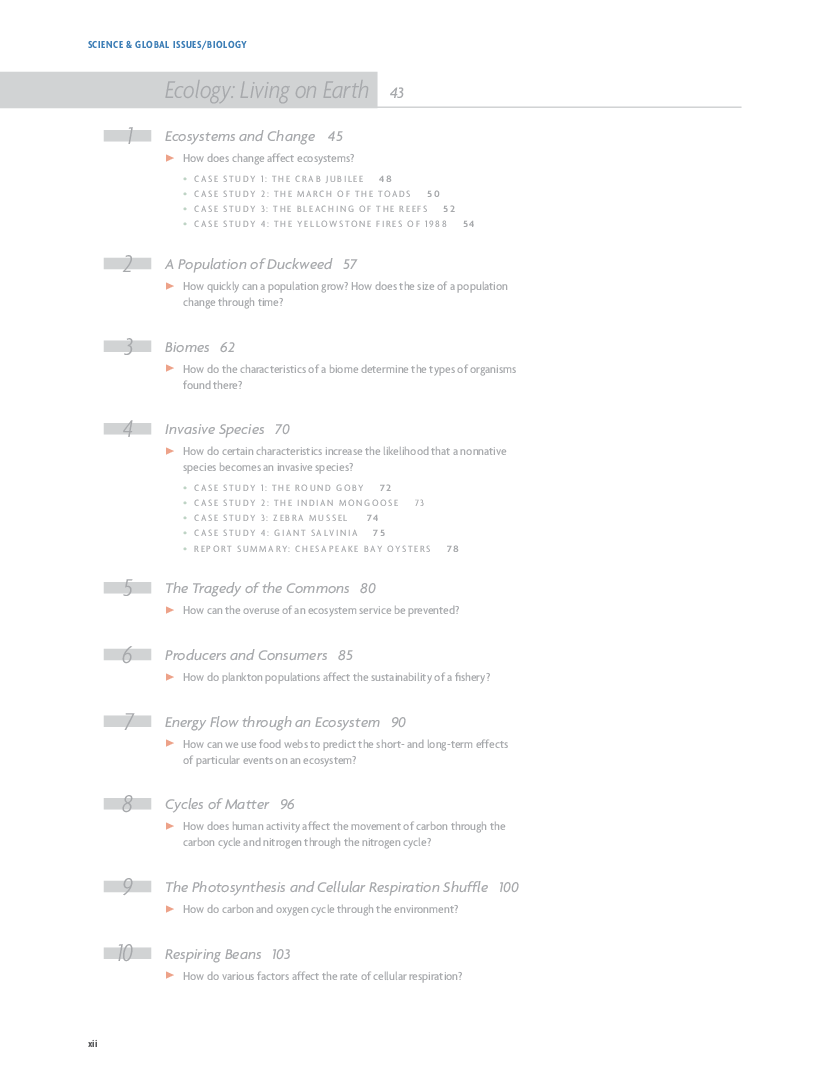 SCIENCE & GLOBAL ISSUES/BIOLOGY
Ecology: Living on Earth 43
1 Ecosystems and Change 45
▶ How does change affect ecosystems?
• CASE STUDY 1: THE CRAB JUBILEE 48
• CASE STUDY 2: THE MARCH OF THE TOADS 50
• CASE STUDY 3: THE BLEACHING OF THE REEFS 52
• CASE STUDY 4: THE YELLOWSTONE FIRES OF 1988 54
2 A Population of Duckweed 57
▶ How quickly can a population grow? How does the size of a population
change through time?
3 Biomes 62
▶ How do the characteristics of a biome determine the types of organisms
found there?
4 Invasive Species 70
▶ How do certain characteristics increase the likelihood that a nonnative
species becomes an invasive species?
• CASE STUDY 1: THE ROUND GOBY 72
• CASE STUDY 2: THE INDIAN MONGOOSE 73
• CASE STUDY 3: ZEBRA MUSSEL 74
• CASE STUDY 4: GIANT SALVINIA 75
• REPORT SUMMARY: CHESAPEAKE BAY OYSTERS 78
5 The Tragedy of the Commons 80
▶ How can the overuse of an ecosystem service be prevented?
6 Producers and Consumers 85
▶ How do plankton populations affect the sustainability of a fishery?
7 Energy Flow through an Ecosystem 90
▶ How can we use food webs to predict the short- and long-term effects
of particular events on an ecosystem?
8 Cycles of Matter 96
▶ How does human activity affect the movement of carbon through the
carbon cycle and nitrogen through the nitrogen cycle?
9 The Photosynthesis and Cellular Respiration Shuffle 100
▶ How do carbon and oxygen cycle through the environment?
10 Respiring Beans 103
▶ How do various factors affect the rate of cellular respiration?
xii